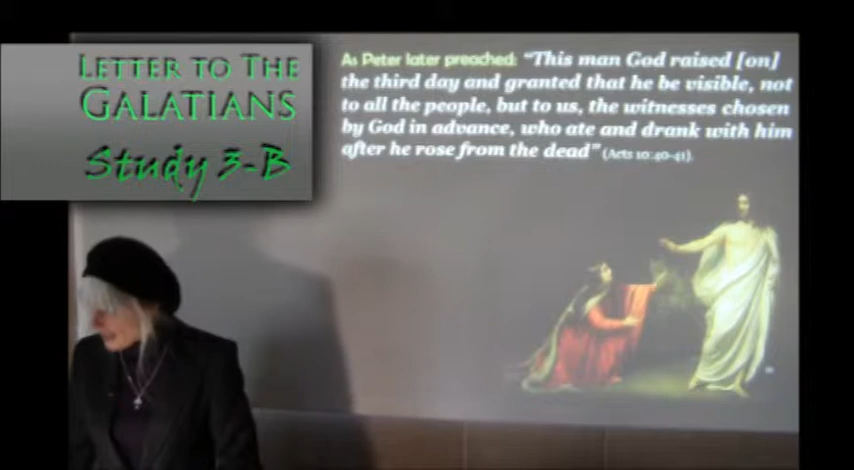 LETTER TO THE
GALATIANS
Study 3-B
As Peter later preached: "This man God raised [on]
the third day and granted that he be visible, not
to all the people, but to us, the witnesses chosen
by God in advance, who ate and drank with him
after he rose from the dead" (Acts 10:40-41).